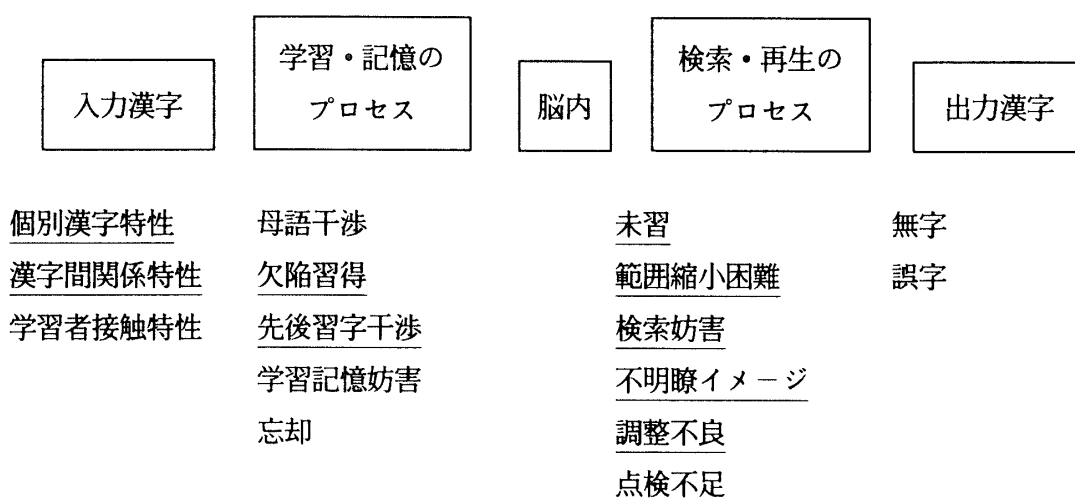 入力漢字
学習・記憶の
プロセス
脳内
検索・再生の
プロセス
出力漢字
個別漢字特性
漢字間関係特性
学習者接触特性
母語干渉
欠陥習得
先後習字干渉
学習記憶妨害
忘却
未習
範囲縮小困難
検索妨害
不明瞭イメージ
調整不良
点検不足
無字
誤字